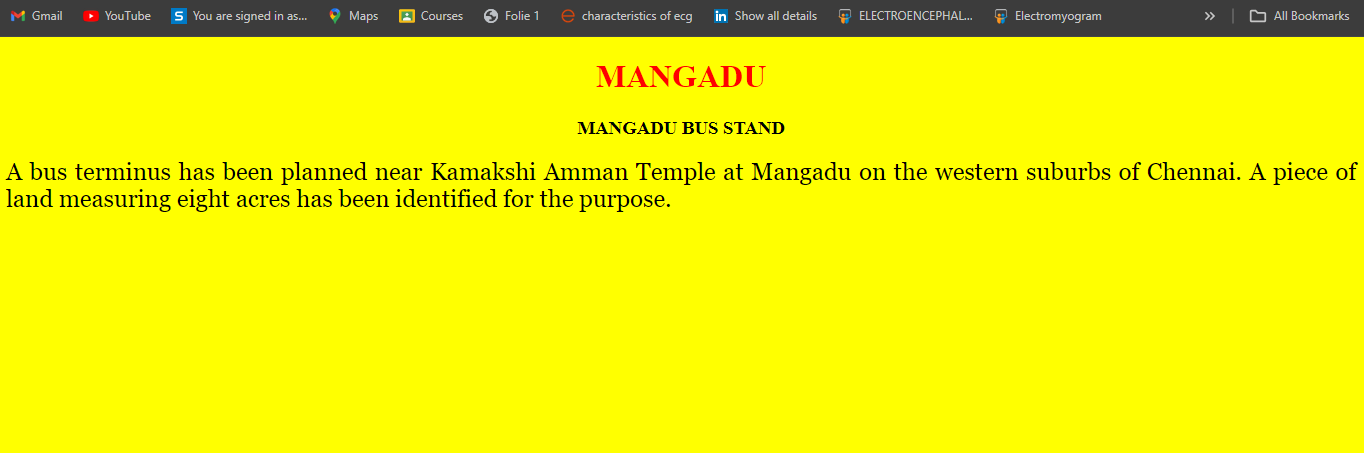 Gmail YouTube You are signed in as... Maps Courses Folie 1 characteristics of ecg Show all details ELECTROENCEPHAL... Electromyogram » All Bookmarks
MANGADU
MANGADU BUS STAND
A bus terminus has been planned near Kamakshi Amman Temple at Mangadu on the western suburbs of Chennai. A piece of
land measuring eight acres has been identified for the purpose.